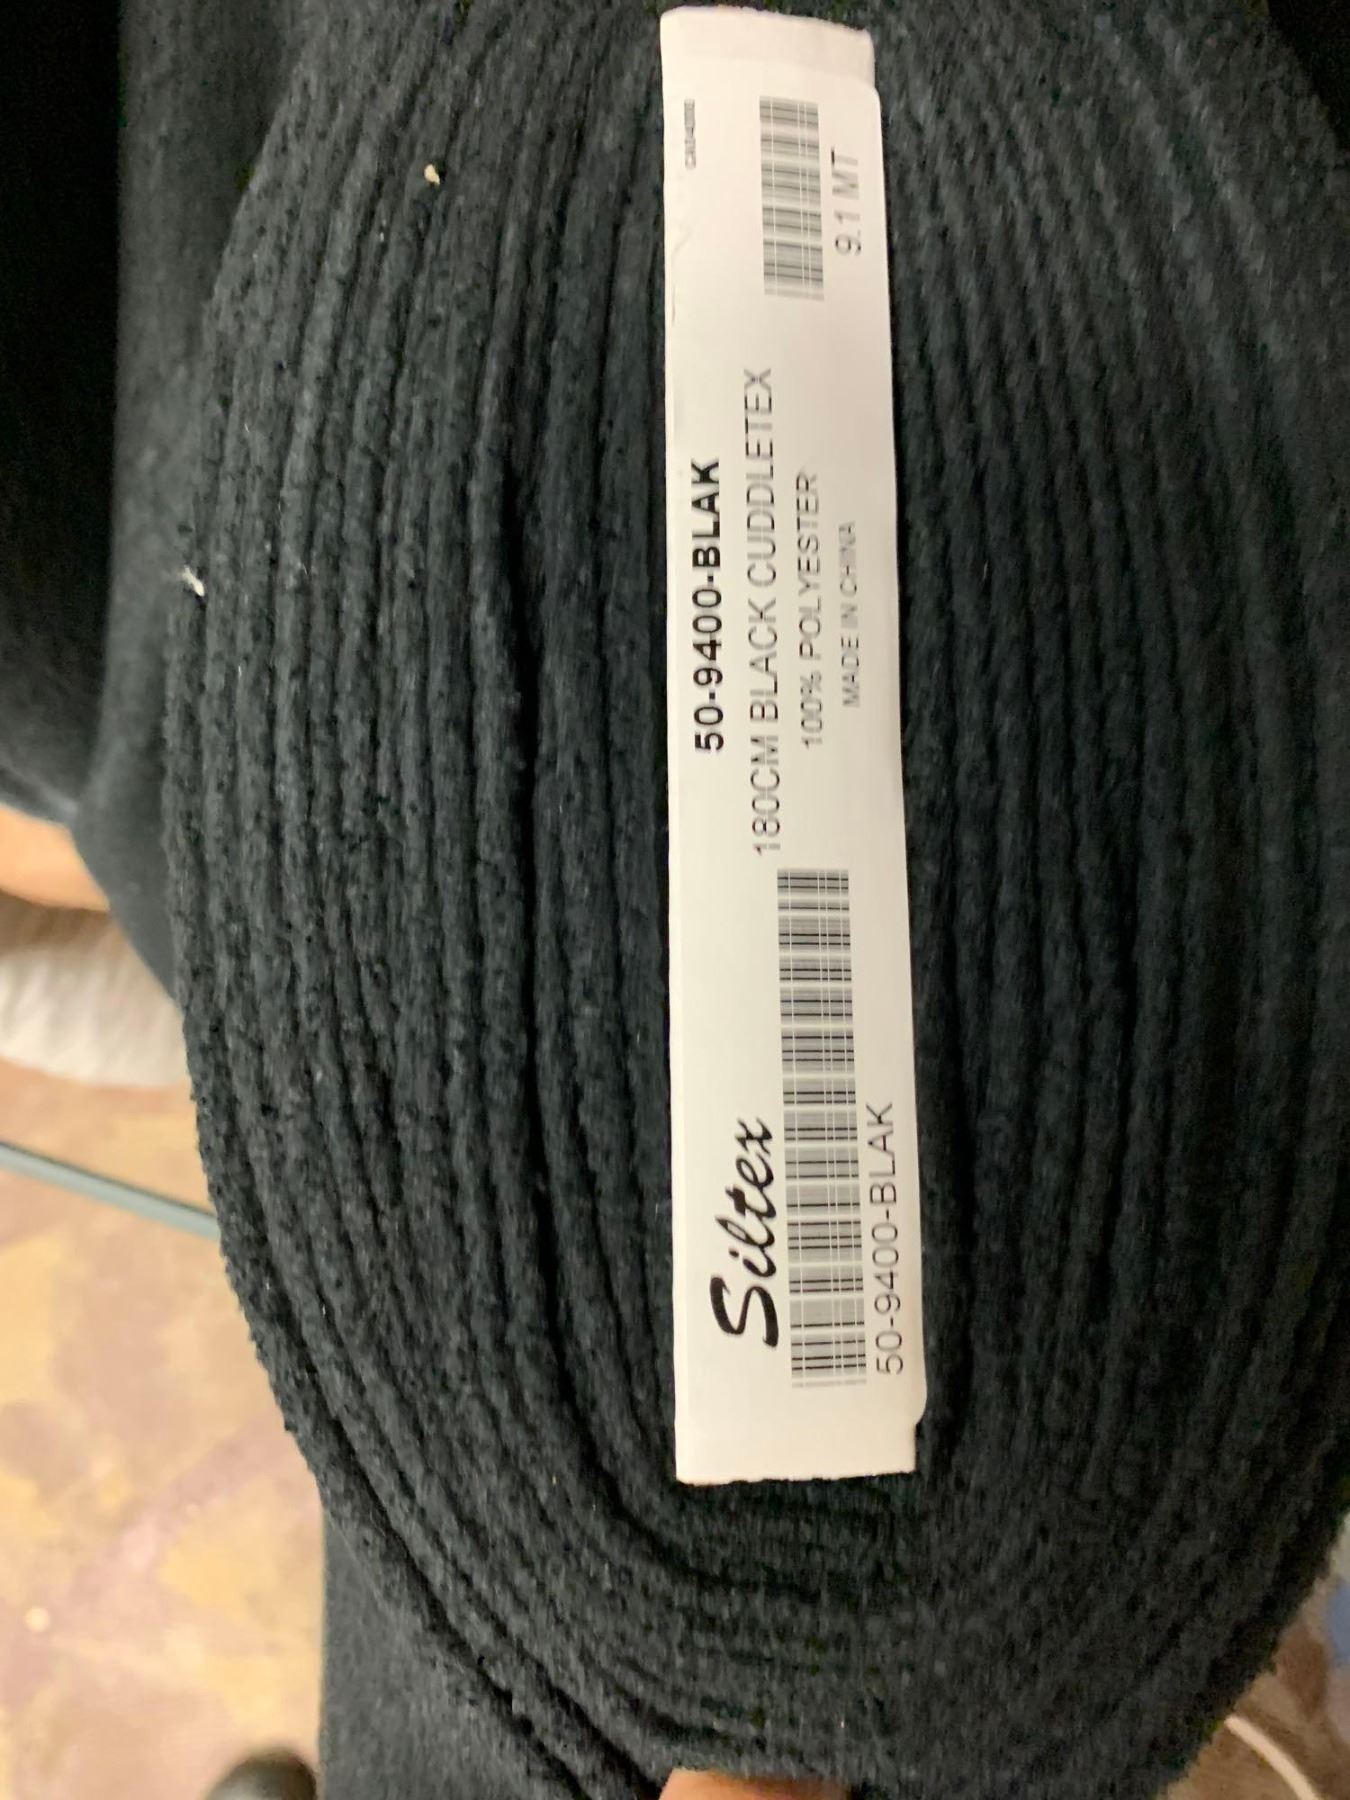 Siltex
50-9400-BLAK
50-9400-BLAK
180CM BLACK CUDDLETEX
100% POLYESTER
MADE IN CHINA
9.1 MT